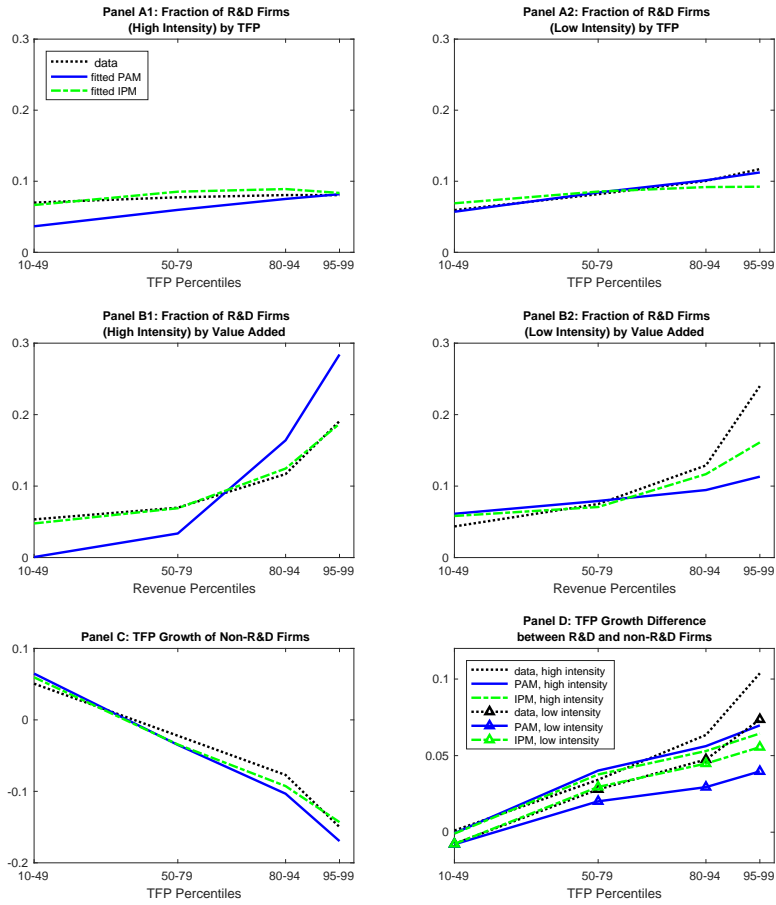 Panel A1: Fraction of R&D Firms
(High Intensity) by TFP
0.3
0.2
0.1
0
data
fitted PAM
fitted IPM
10-49
50-79
80-94
95-99
TFP Percentiles
Panel A2: Fraction of R&D Firms
(Low Intensity) by TFP
0.3
0.2
0.1
0
10-49
50-79
80-94
95-99
TFP Percentiles
Panel B1: Fraction of R&D Firms
(High Intensity) by Value Added
0.3
0.2
0.1
0
10-49
50-79
80-94
95-99
Revenue Percentiles
Panel B2: Fraction of R&D Firms
(Low Intensity) by Value Added
0.3
0.2
0.1
0
10-49
50-79
80-94
95-99
Revenue Percentiles
Panel C: TFP Growth of Non-R&D Firms
0.1
0
-0.1
-0.2
10-49
50-79
80-94
95-99
TFP Percentiles
Panel D: TFP Growth Difference
between R&D and non-R&D Firms
data, high intensity
PAM, high intensity
IPM, high intensity
data, low intensity
PAM, low intensity
IPM, low intensity
0.1
0.05
0
10-49
50-79
80-94
95-99
TFP Percentiles